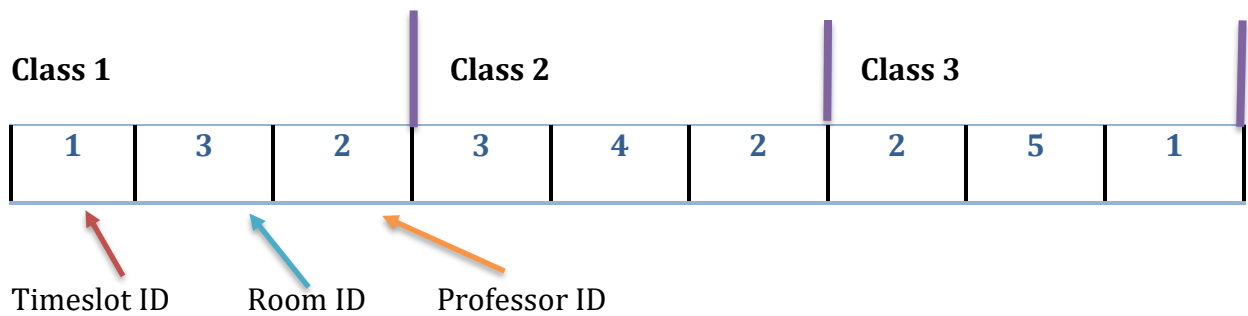 Class 1 Class 2 Class 3
1 3 2 3 4 2 2 5 1
Timeslot ID Room ID Professor ID